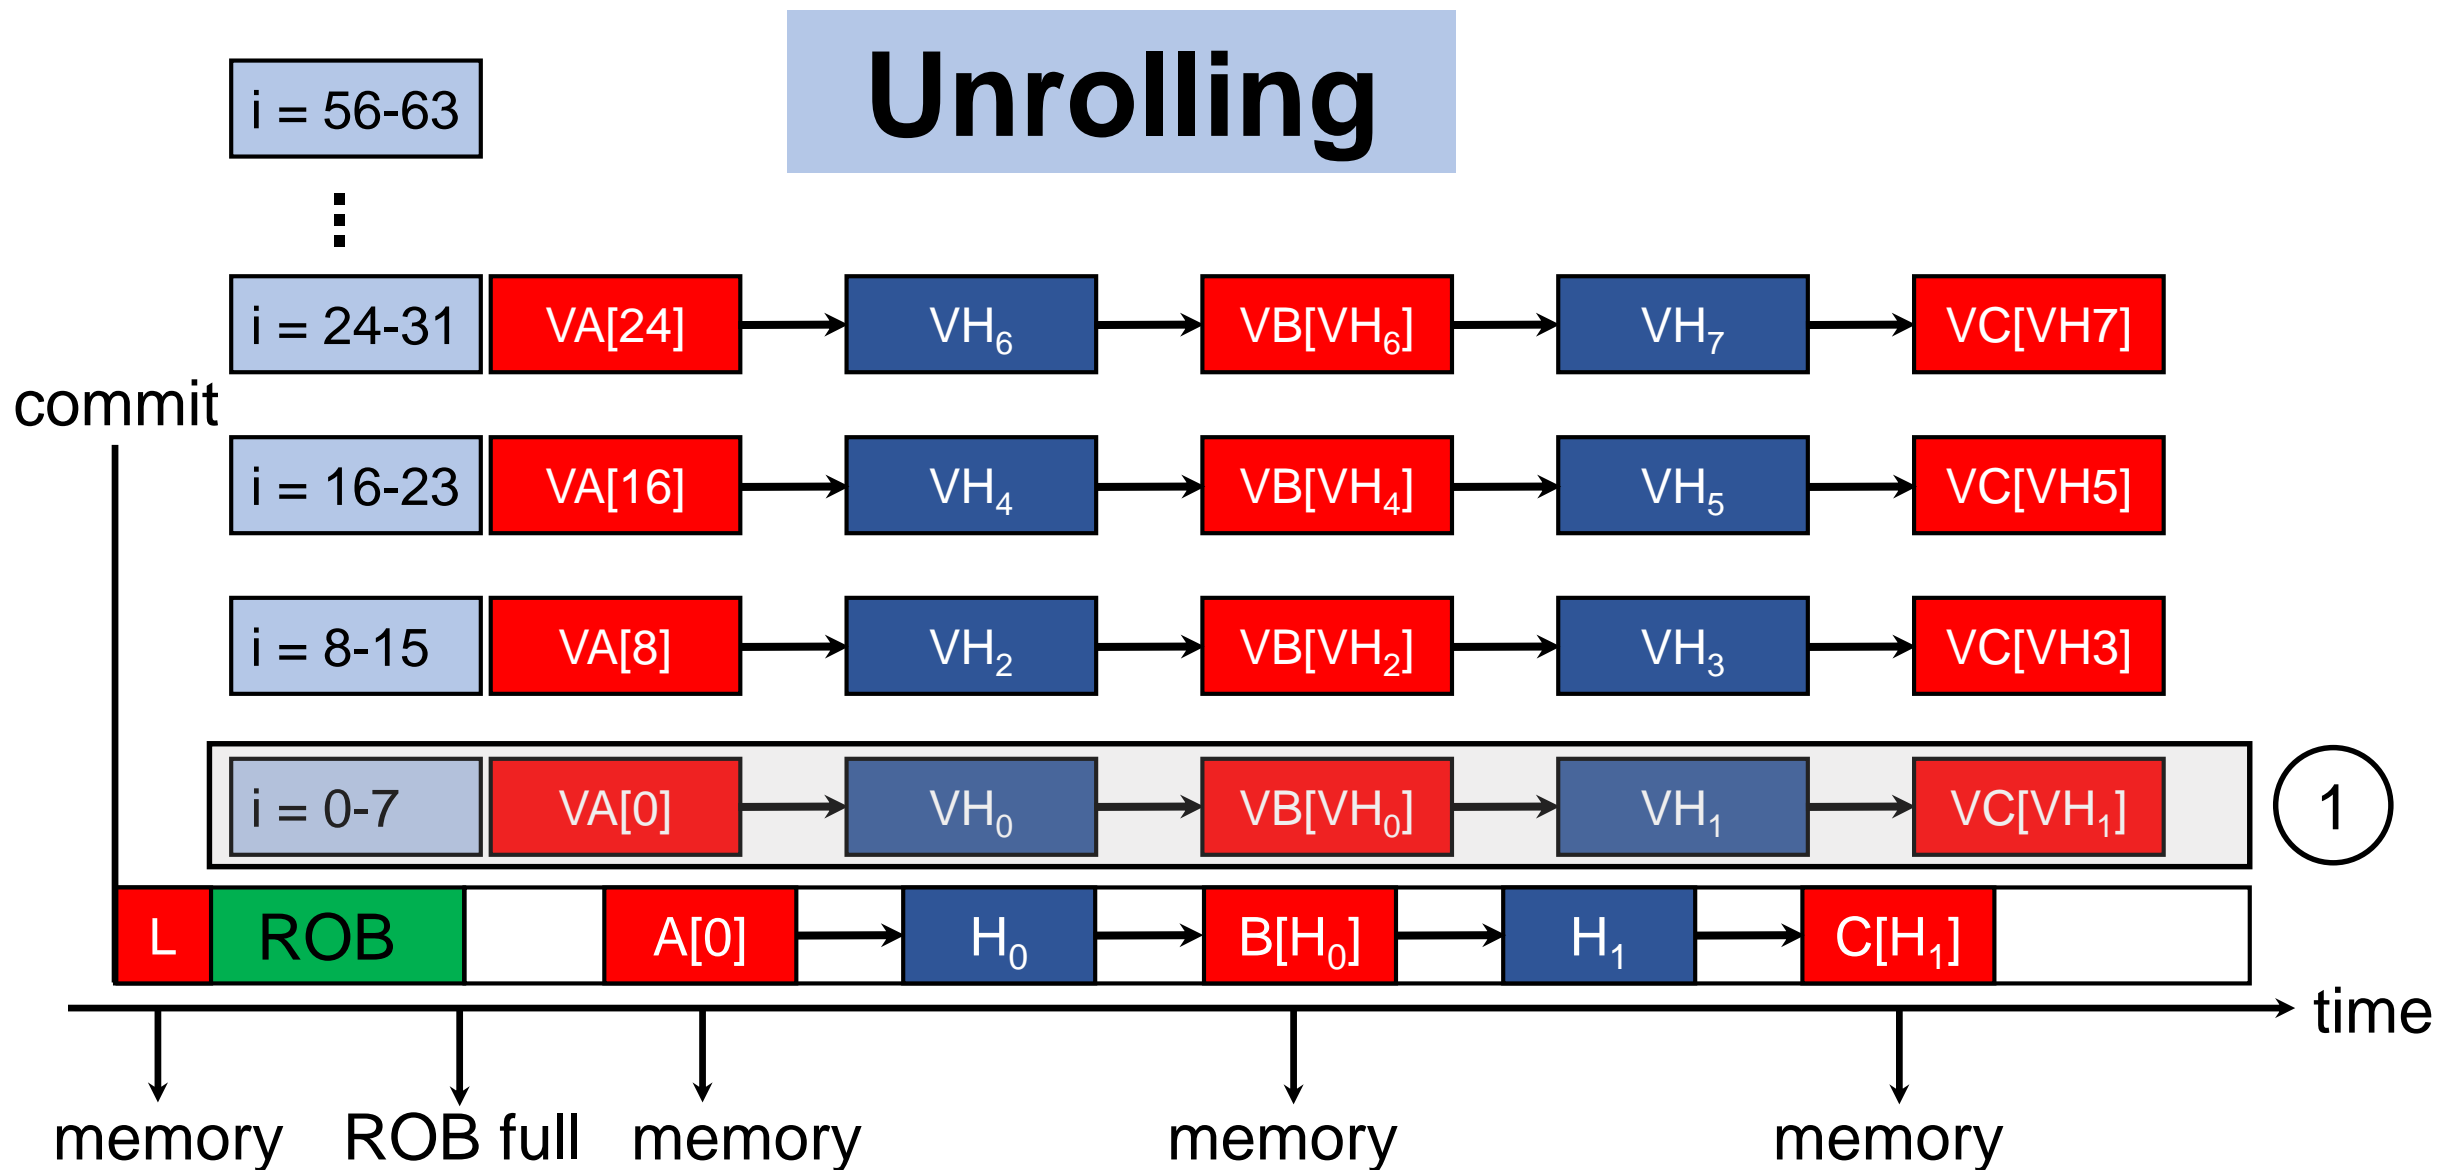 Unrolling
i = 56-63
i = 24-31 VA[24] VH₆ VB[VH₆] VH₇ VC[VH7]
commit
i = 16-23 VA[16] VH₄ VB[VH₄] VH₅ VC[VH5]
i = 8-15 VA[8] VH₂ VB[VH₂] VH₃ VC[VH3]
i = 0-7 VA[0] VH₀ VB[VH₀] VH₁ VC[VH₁] 1
L ROB A[0] H₀ B[H₀] H₁ C[H₁]
time
memory ROB full memory memory memory